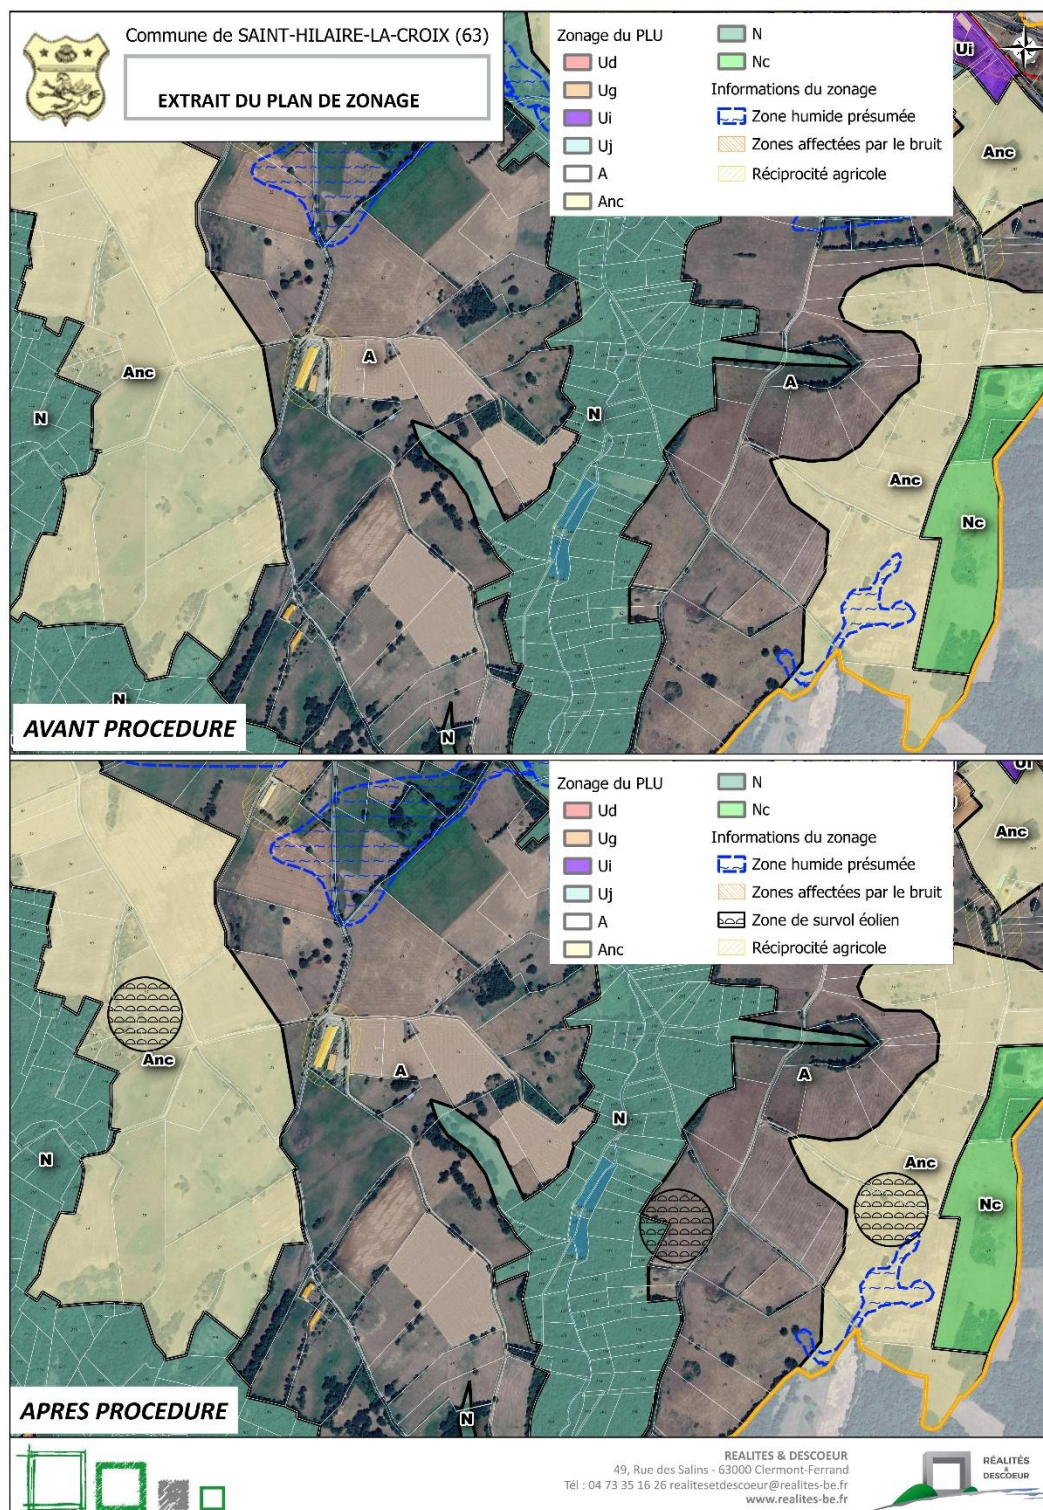 Commune de SAINT-HILAIRE-LA-CROIX (63)
EXTRAIT DU PLAN DE ZONAGE
Zonage du PLU
Ud
Ug
Ui
Uj
A
Anc
N
Nc
Informations du zonage
Zone humide présumée
Zones affectées par le bruit
Réciprocité agricole
Ui
Anc
A
Anc
N
N
A
Anc
Nc
N
N
AVANT PROCEDURE
Zonage du PLU
Ud
Ug
Ui
Uj
A
Anc
N
Nc
Informations du zonage
Zone humide présumée
Zones affectées par le bruit
Zone de survol éolien
Réciprocité agricole
Anc
Anc
A
A
N
N
Anc
Nc
N
APRES PROCEDURE
REALITES & DESCOEUR
49, Rue des Salins - 63000 Clermont-Ferrand
Tél : 04 73 35 16 26 realitesetdescoeur@realites-be.fr
www.realites-be.fr
RÉALITÉS
&
DESCOEUR